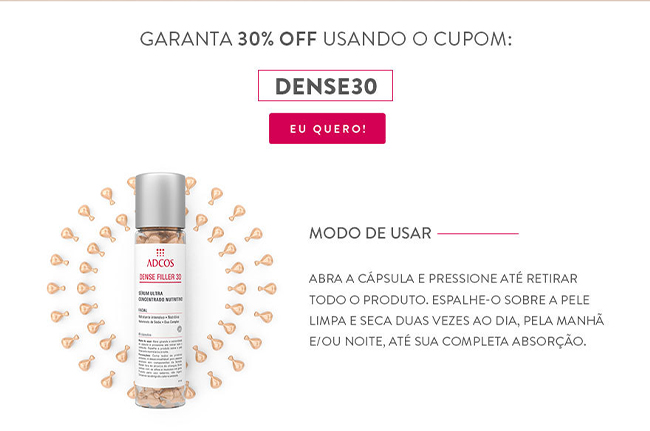 GARANTA 30% OFF USANDO O CUPOM:
DENSE30
EU QUERO!
ADCOS
DENSE FILLER 3D
SÉRUM ULTRA
CONCENTRADO NUTRITIVO
FACIAL
MODO DE USAR
ABRA A CÁPSULA E PRESSIONE ATÉ RETIRAR
TODO O PRODUTO. ESPALHE-O SOBRE A PELE
LIMPA E SECA DUAS VEZES AO DIA, PELA MANHÃ
E/OU NOITE, ATÉ SUA COMPLETA ABSORÇÃO.